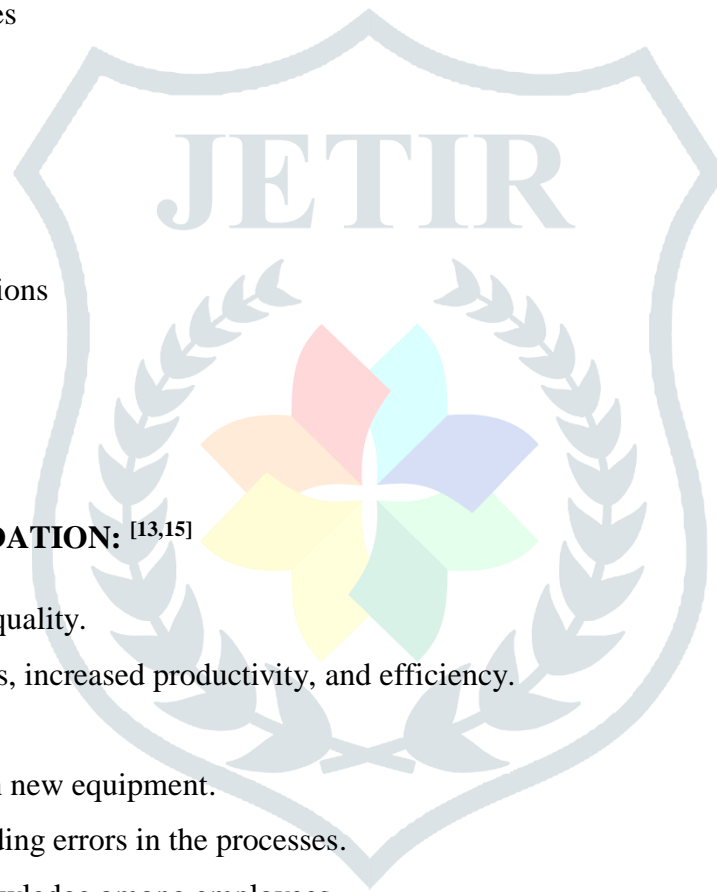 es
JETIR
ions
DATION: [13,15]
quality.
s, increased productivity, and efficiency.
n new equipment.
ding errors in the processes.